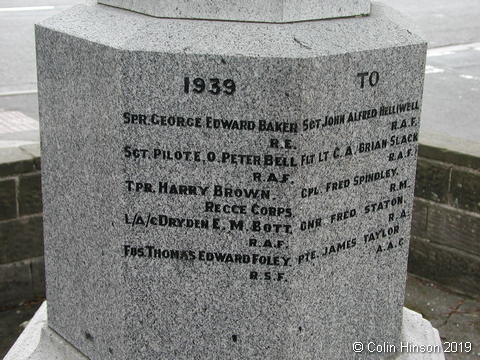 1939
SPR. GEORGE EDWARD BAKER
R.E.
SGT. PILOT. E. O. PETER BELL
R.A.F.
TPR. HARRY BROWN
RECCE CORPS.
L/A/C DRYDEN E. M. BOTT.
R.A.F.
FUS. THOMAS EDWARD FOLEY
R.S.F.
TO
SGT. JOHN ALFRED HELLIWELL
R.A.F.
FLT LT C. A. BRIAN SLACK
R.A.F.
CPL. FRED SPINDLEY.
R.M.
GNR. FRED STATON.
R.A.
PTE. JAMES TAYLOR
A.A.C.
© Colin Hinson 2019